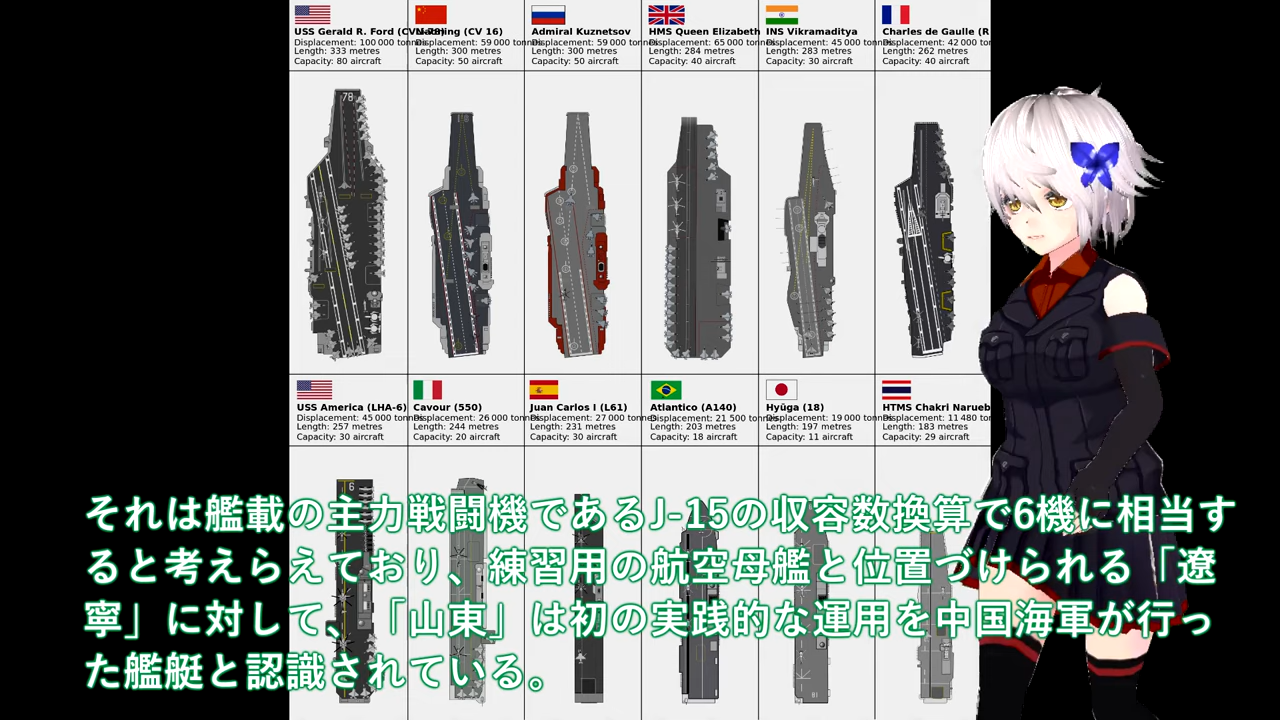 USS Gerald R. Ford (CVN-78)
Displacement: 100 000 tonnes
Length: 333 metres
Capacity: 80 aircraft
(CV 16)
Displacement: 59 000 tonnes
Length: 300 metres
Capacity: 50 aircraft
Admiral Kuznetsov
Displacement: 59 000 tonnes
Length: 300 metres
Capacity: 50 aircraft
HMS Queen Elizabeth
Displacement: 65 000 tonnes
Length: 284 metres
Capacity: 40 aircraft
INS Vikramaditya
Displacement: 45 000 tonnes
Length: 283 metres
Capacity: 30 aircraft
Charles de Gaulle (R
Displacement: 42 000 ton
Length: 262 metres
Capacity: 40 aircraft
78
USS America (LHA-6)
Displacement: 45 000 tonnes
Length: 257 metres
Capacity: 30 aircraft
Cavour (550)
Displacement: 26 000 tonnes
Length: 244 metres
Capacity: 20 aircraft
Juan Carlos I (L61)
Displacement: 27 000 tonnes
Length: 231 metres
Capacity: 30 aircraft
Atlantico (A140)
Displacement: 21 500 tonnes
Length: 203 metres
Capacity: 18 aircraft
Hyūga (18)
Displacement: 19 000 tonnes
Length: 197 metres
Capacity: 11 aircraft
HTMS Chakri Narueb
Displacement: 11 480 ton
Length: 183 metres
Capacity: 29 aircraft
6
それは艦載の主力戦闘機であるJ-15の収容数換算で6機に相当す
ると考えらえており、練習用の航空母艦と位置づけられる「遼
寧」に対して、「山東」は初の実践的な運用を中国海軍が行っ
た艦艇と認識されている。